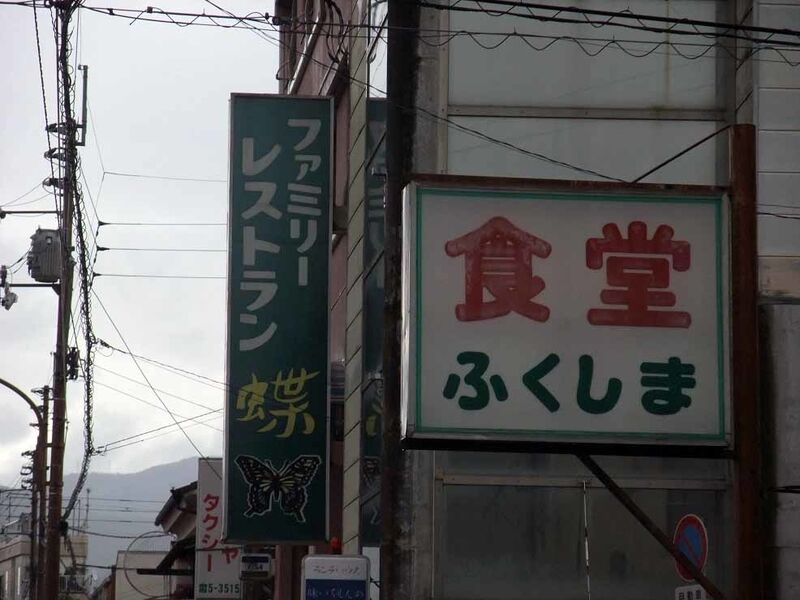 ファミリー
レストラン
蝶
食堂
ふくしま
タクシー
5-3515